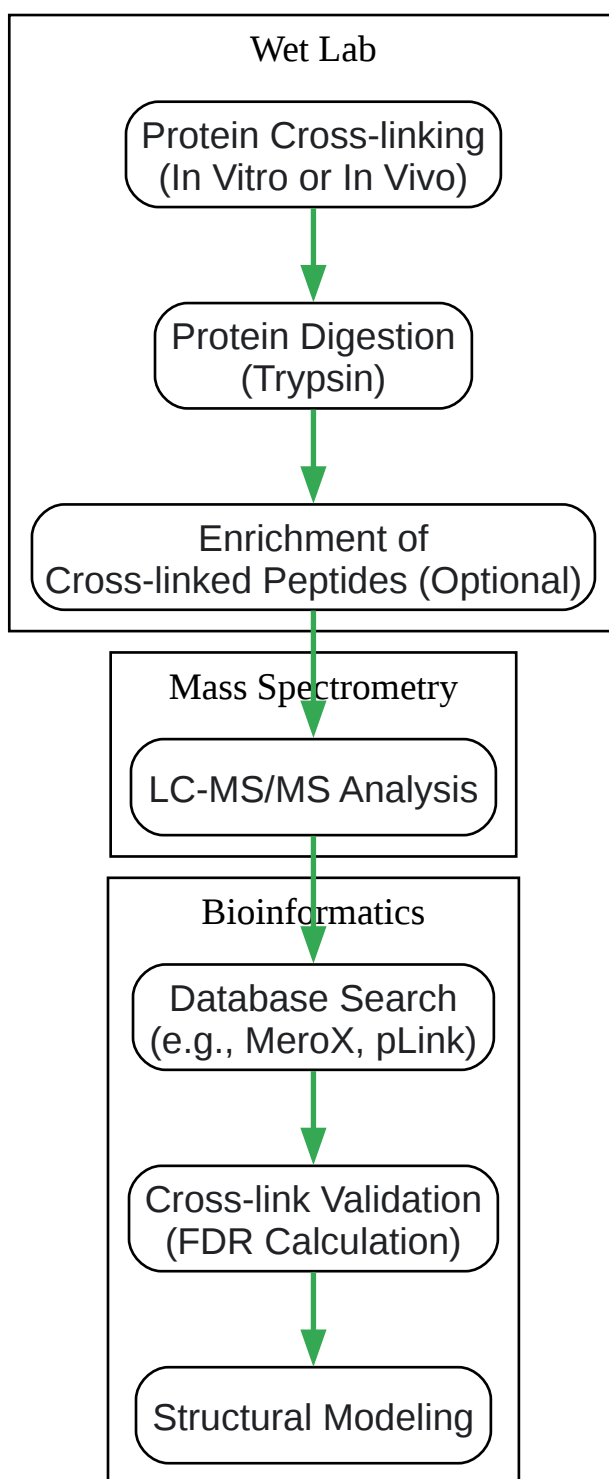 Wet Lab
Protein Cross-linking
(In Vitro or In Vivo)
Protein Digestion
(Trypsin)
Enrichment of
Cross-linked Peptides (Optional)
Mass Spectrometry
LC-MS/MS Analysis
Bioinformatics
Database Search
(e.g., MeroX, pLink)
Cross-link Validation
(FDR Calculation)
Structural Modeling